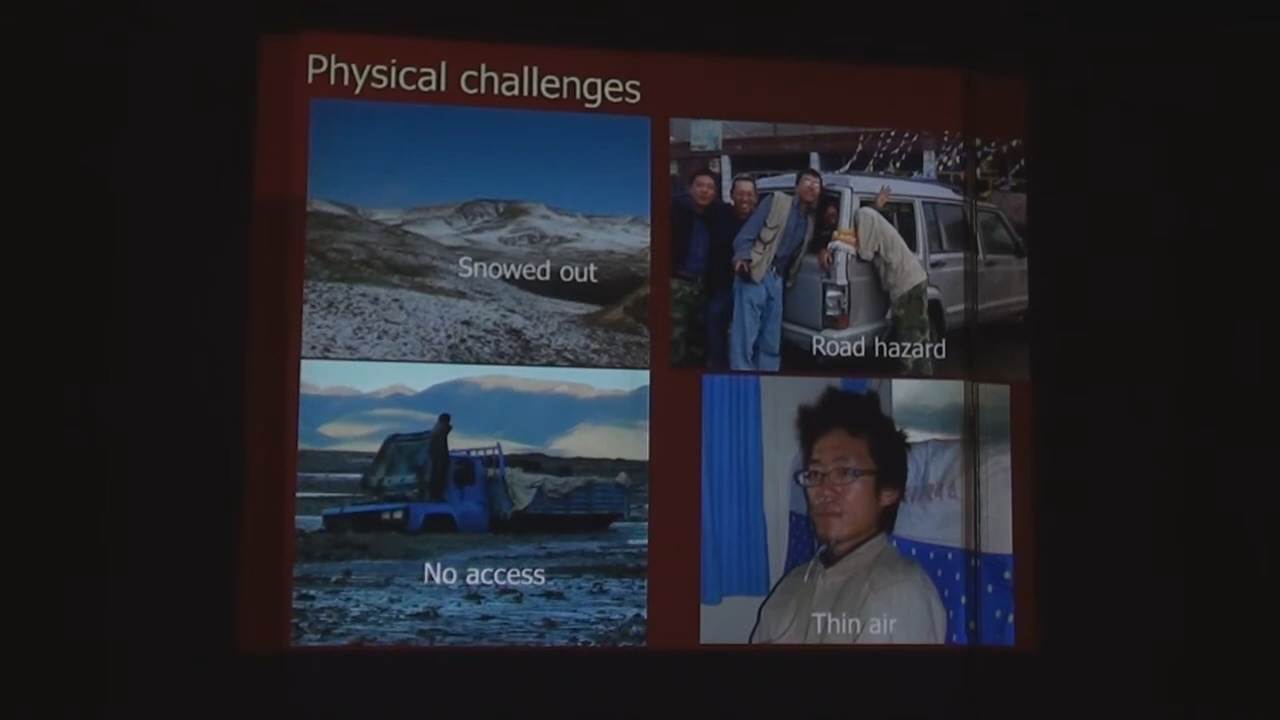 Physical challenges
Snowed out
Road hazard
No access
Thin air